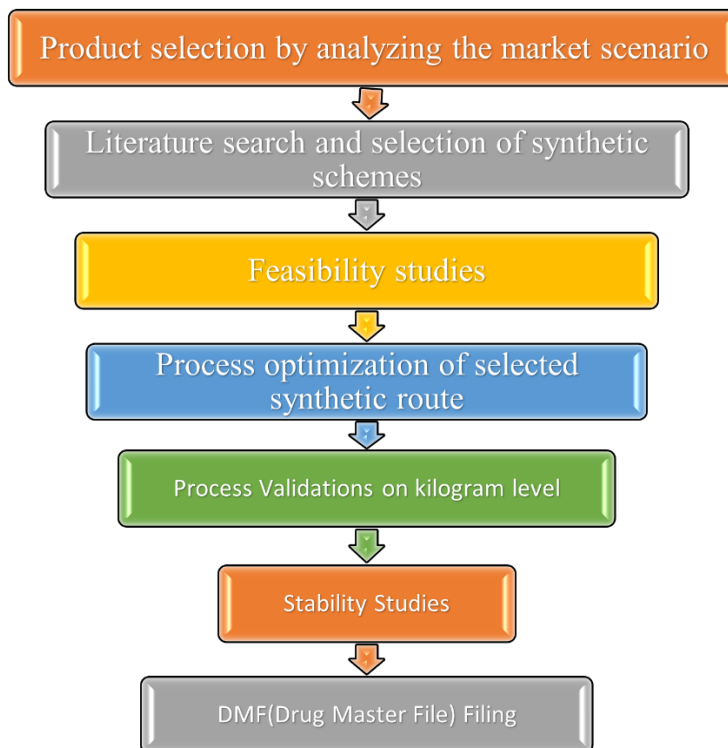 Product selection by analyzing the market scenario
Literature search and selection of synthetic
schemes
Feasibility studies
Process optimization of selected
synthetic route
Process Validations on kilogram level
Stability Studies
DMF(Drug Master File) Filing